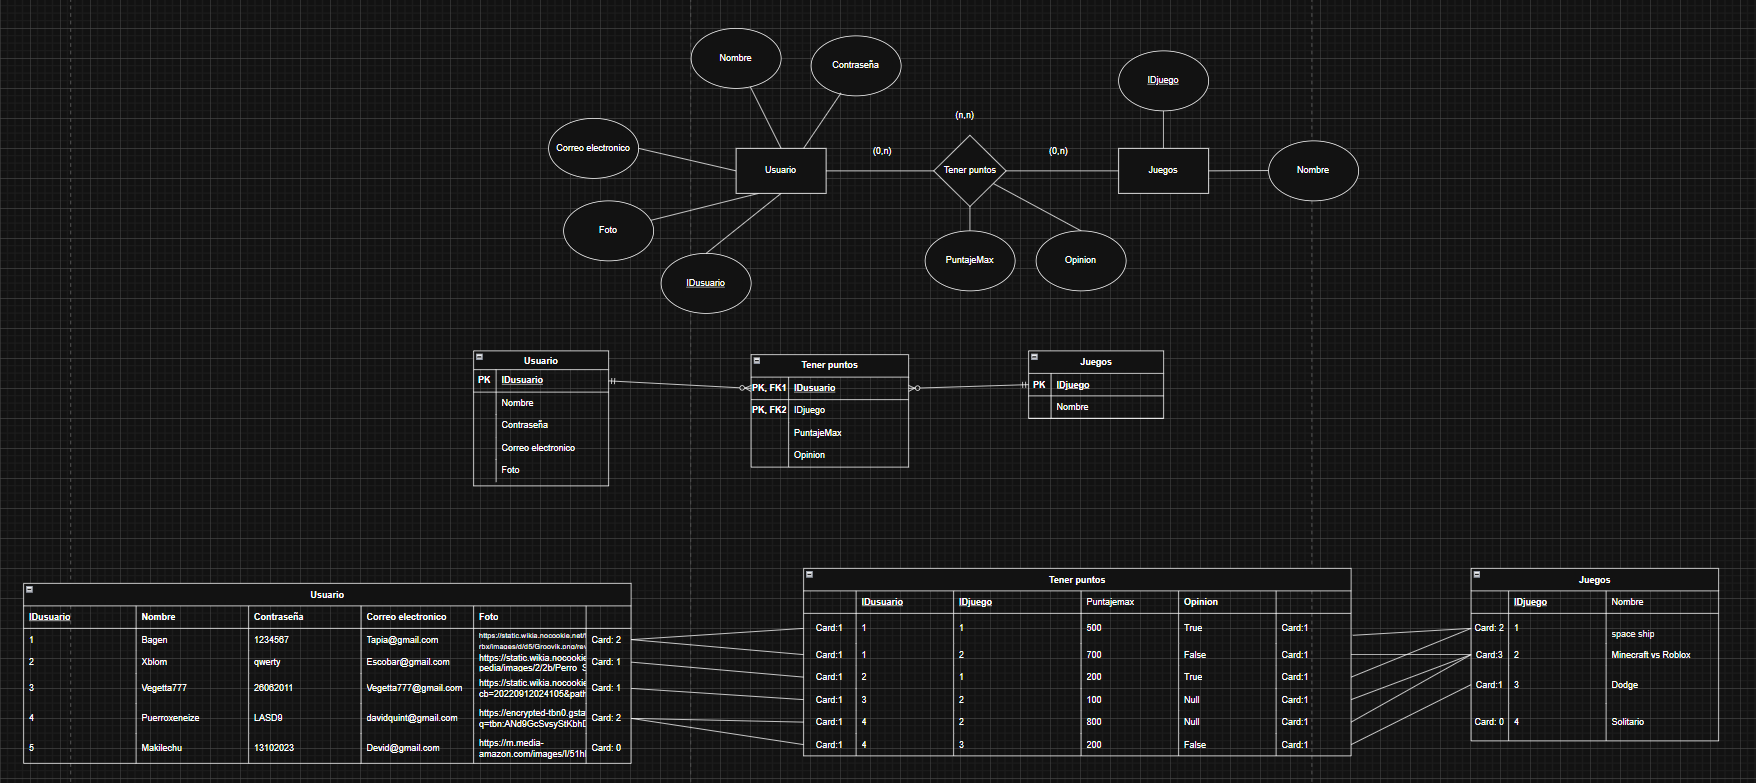 Nombre
Contraseña
IDjuego
(n,n)
Correo electronico
(0,n)
(0,n)
Usuario
Tener puntos
Juegos
Nombre
Foto
PuntajeMax
Opinion
IDusuario
Usuario
PK IDusuario
Nombre
Contraseña
Correo electronico
Foto
Tener puntos
PK, FK1 IDusuario
PK, FK2 IDjuego
PuntajeMax
Opinion
Juegos
PK IDjuego
Nombre
Usuario
IDusuario Nombre Contraseña Correo electronico Foto
1 Bagen 1234567 Tapia@gmail.com https://static.wikia.nocookie.net/ Card: 2
rbx/images/d/d5/Groovik.png/rev
2 Xblom qwerty Escobar@gmail.com https://static.wikia.nocookie Card: 1
pedia/images/2/2b/Perro_S
3 Vegetta777 26062011 Vegetta777@gmail.com https://static.wikia.nocookie Card: 1
cb=20220912024105&path
4 Puerroxeneize LASD9 davidquint@gmail.com https://encrypted-tbn0.gsta Card: 2
q=tbn:ANd9GcSvsyStKbhD
5 Makilechu 13102023 Devid@gmail.com https://m.media- Card: 0
amazon.com/images/I/51h
Tener puntos
IDusuario IDjuego Puntajemax Opinion
Card:1 1 1 500 True Card:1
Card:1 1 2 700 False Card:1
Card:1 2 1 200 True Card:1
Card:1 3 2 100 Null Card:1
Card:1 4 2 800 Null Card:1
Card:1 4 3 200 False Card:1
Juegos
IDjuego Nombre
Card: 2 1 space ship
Card:3 2 Minecraft vs Roblox
Card:1 3 Dodge
Card: 0 4 Solitario